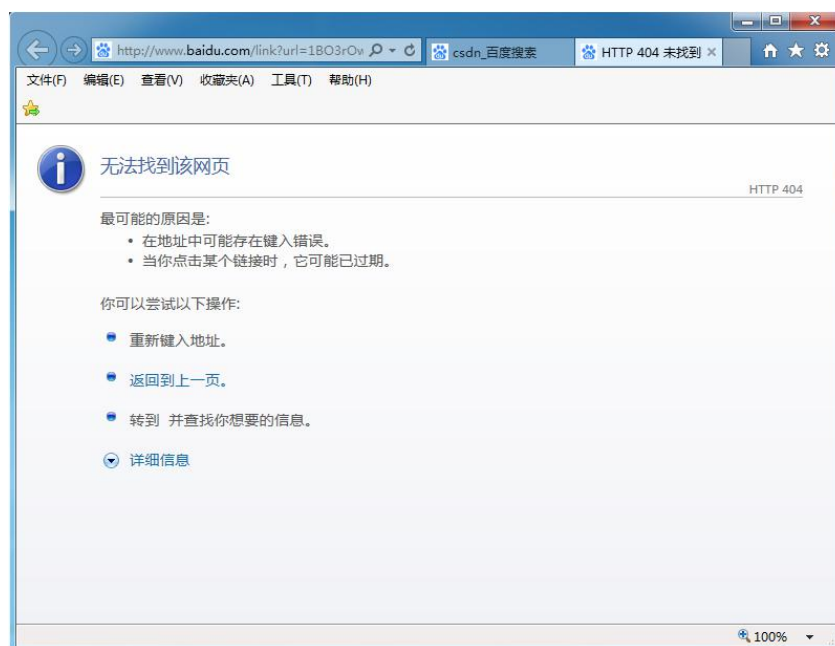 http://www.baidu.com/link?url=1BO3rOv
csdn_百度搜索
HTTP 404 未找到
文件(F) 编辑(E) 查看(V) 收藏夹(A) 工具(T) 帮助(H)
无法找到该网页
HTTP 404
最可能的原因是:
• 在地址中可能存在键入错误。
• 当你点击某个链接时，它可能已过期。
你可以尝试以下操作:
重新键入地址。
返回到上一页。
转到 并查找你想要的信息。
详细信息
100%